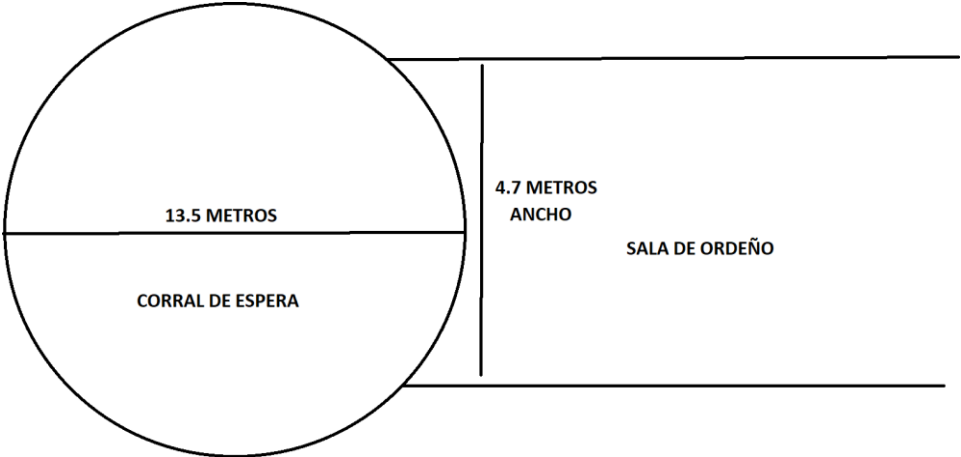 4.7 METROS
ANCHO
13.5 METROS
SALA DE ORDEÑO
CORRAL DE ESPERA